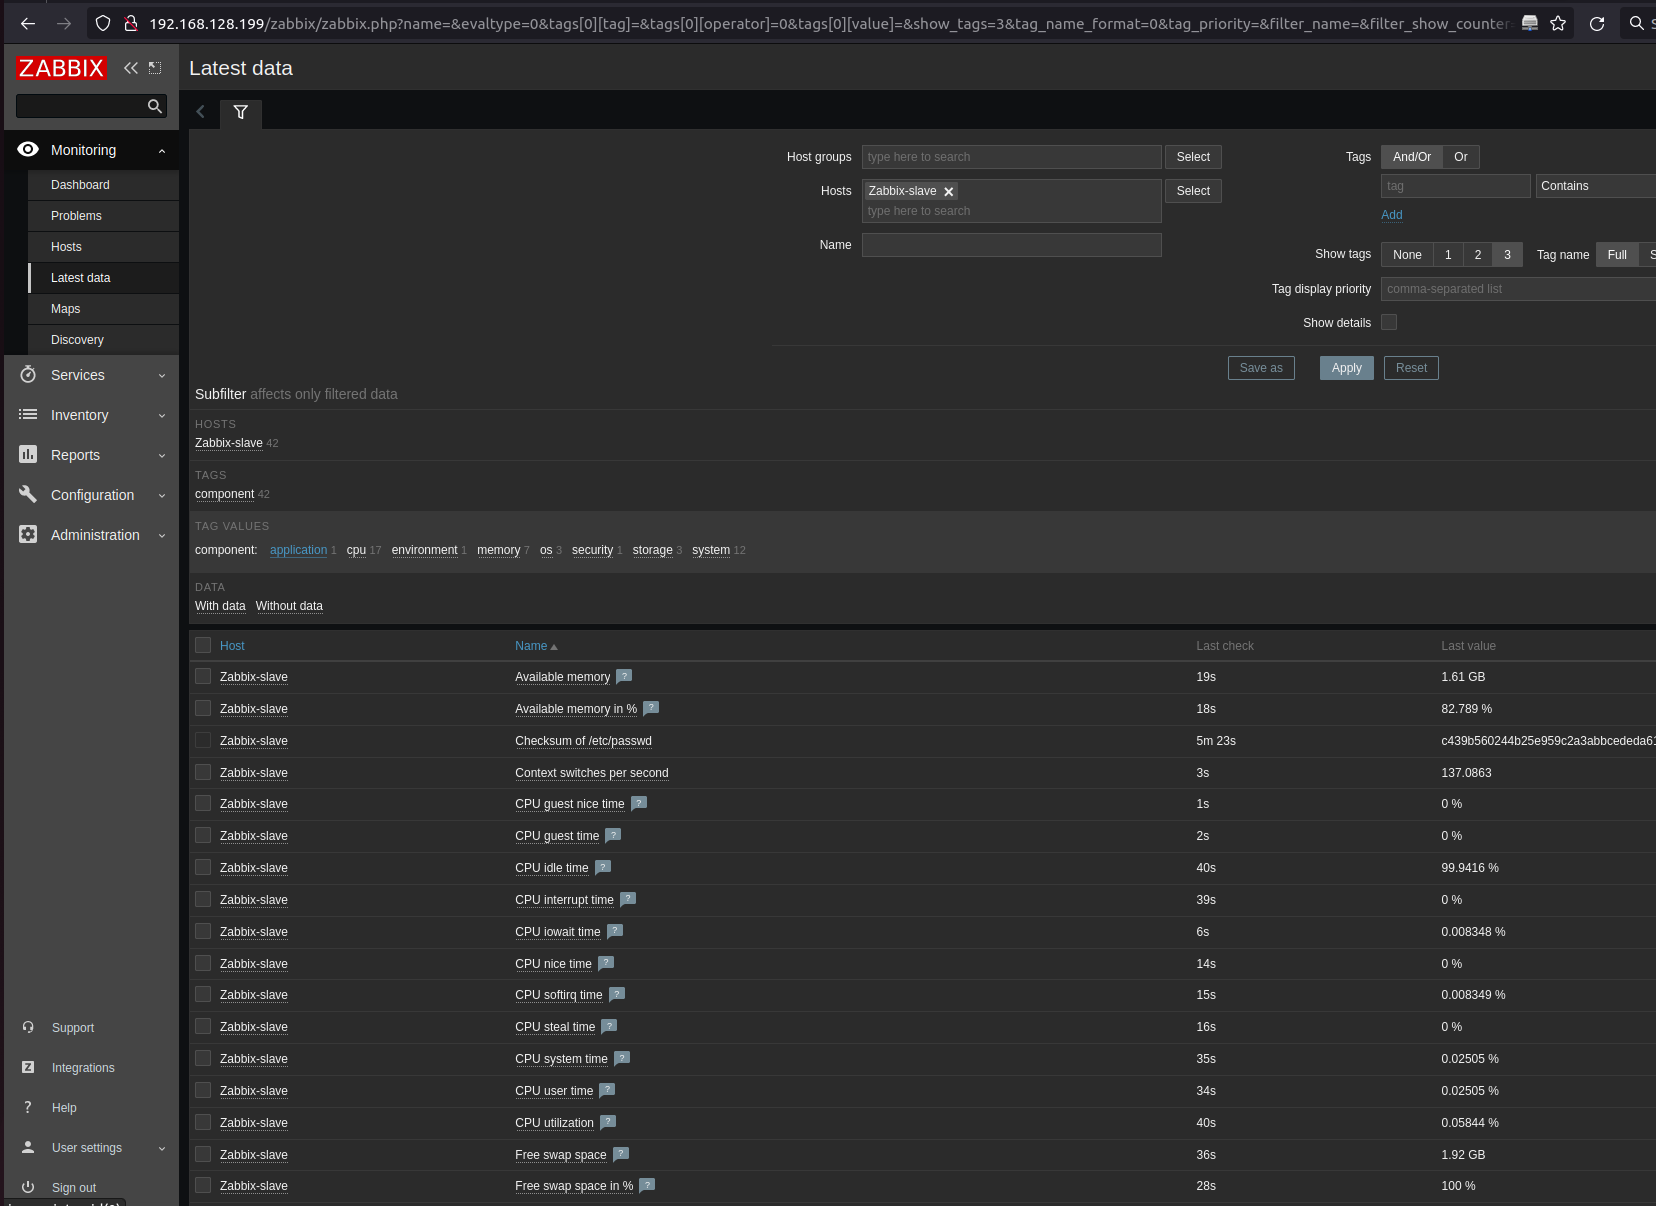 192.168.128.199/zabbix/zabbix.php?name=&evaltype=0&tags[0][tag]=&tags[0][operator]=0&tags[0][value]=&show_tags=3&tag_name_format=0&tag_priority=&filter_name=&filter_show_counter
ZABBIX
Latest data
Monitoring
Dashboard
Problems
Hosts
Latest data
Maps
Discovery
Services
Inventory
Reports
Configuration
Administration
Support
Integrations
Help
User settings
Sign out
Host groups type here to search Select
Hosts Zabbix-slave Select
type here to search
Name
Tags And/Or Or
tag Contains
Add
Show tags None 1 2 3 Tag name Full
Tag display priority comma-separated list
Show details
Save as Apply Reset
Subfilter affects only filtered data
HOSTS
Zabbix-slave 42
TAGS
component 42
TAG VALUES
component: application 1 cpu 17 environment 1 memory 7 os 3 security 1 storage 3 system 12
DATA
With data Without data
Host Name Last check Last value
Zabbix-slave Available memory ? 19s 1.61 GB
Zabbix-slave Available memory in % ? 18s 82.789 %
Zabbix-slave Checksum of /etc/passwd 5m 23s c439b560244b25e959c2a3abbcededa61
Zabbix-slave Context switches per second 3s 137.0863
Zabbix-slave CPU guest nice time ? 1s 0 %
Zabbix-slave CPU guest time ? 2s 0 %
Zabbix-slave CPU idle time ? 40s 99.9416 %
Zabbix-slave CPU interrupt time ? 39s 0 %
Zabbix-slave CPU iowait time ? 6s 0.008348 %
Zabbix-slave CPU nice time ? 14s 0 %
Zabbix-slave CPU softirq time ? 15s 0.008349 %
Zabbix-slave CPU steal time ? 16s 0 %
Zabbix-slave CPU system time ? 35s 0.02505 %
Zabbix-slave CPU user time ? 34s 0.02505 %
Zabbix-slave CPU utilization ? 40s 0.05844 %
Zabbix-slave Free swap space ? 36s 1.92 GB
Zabbix-slave Free swap space in % ? 28s 100 %